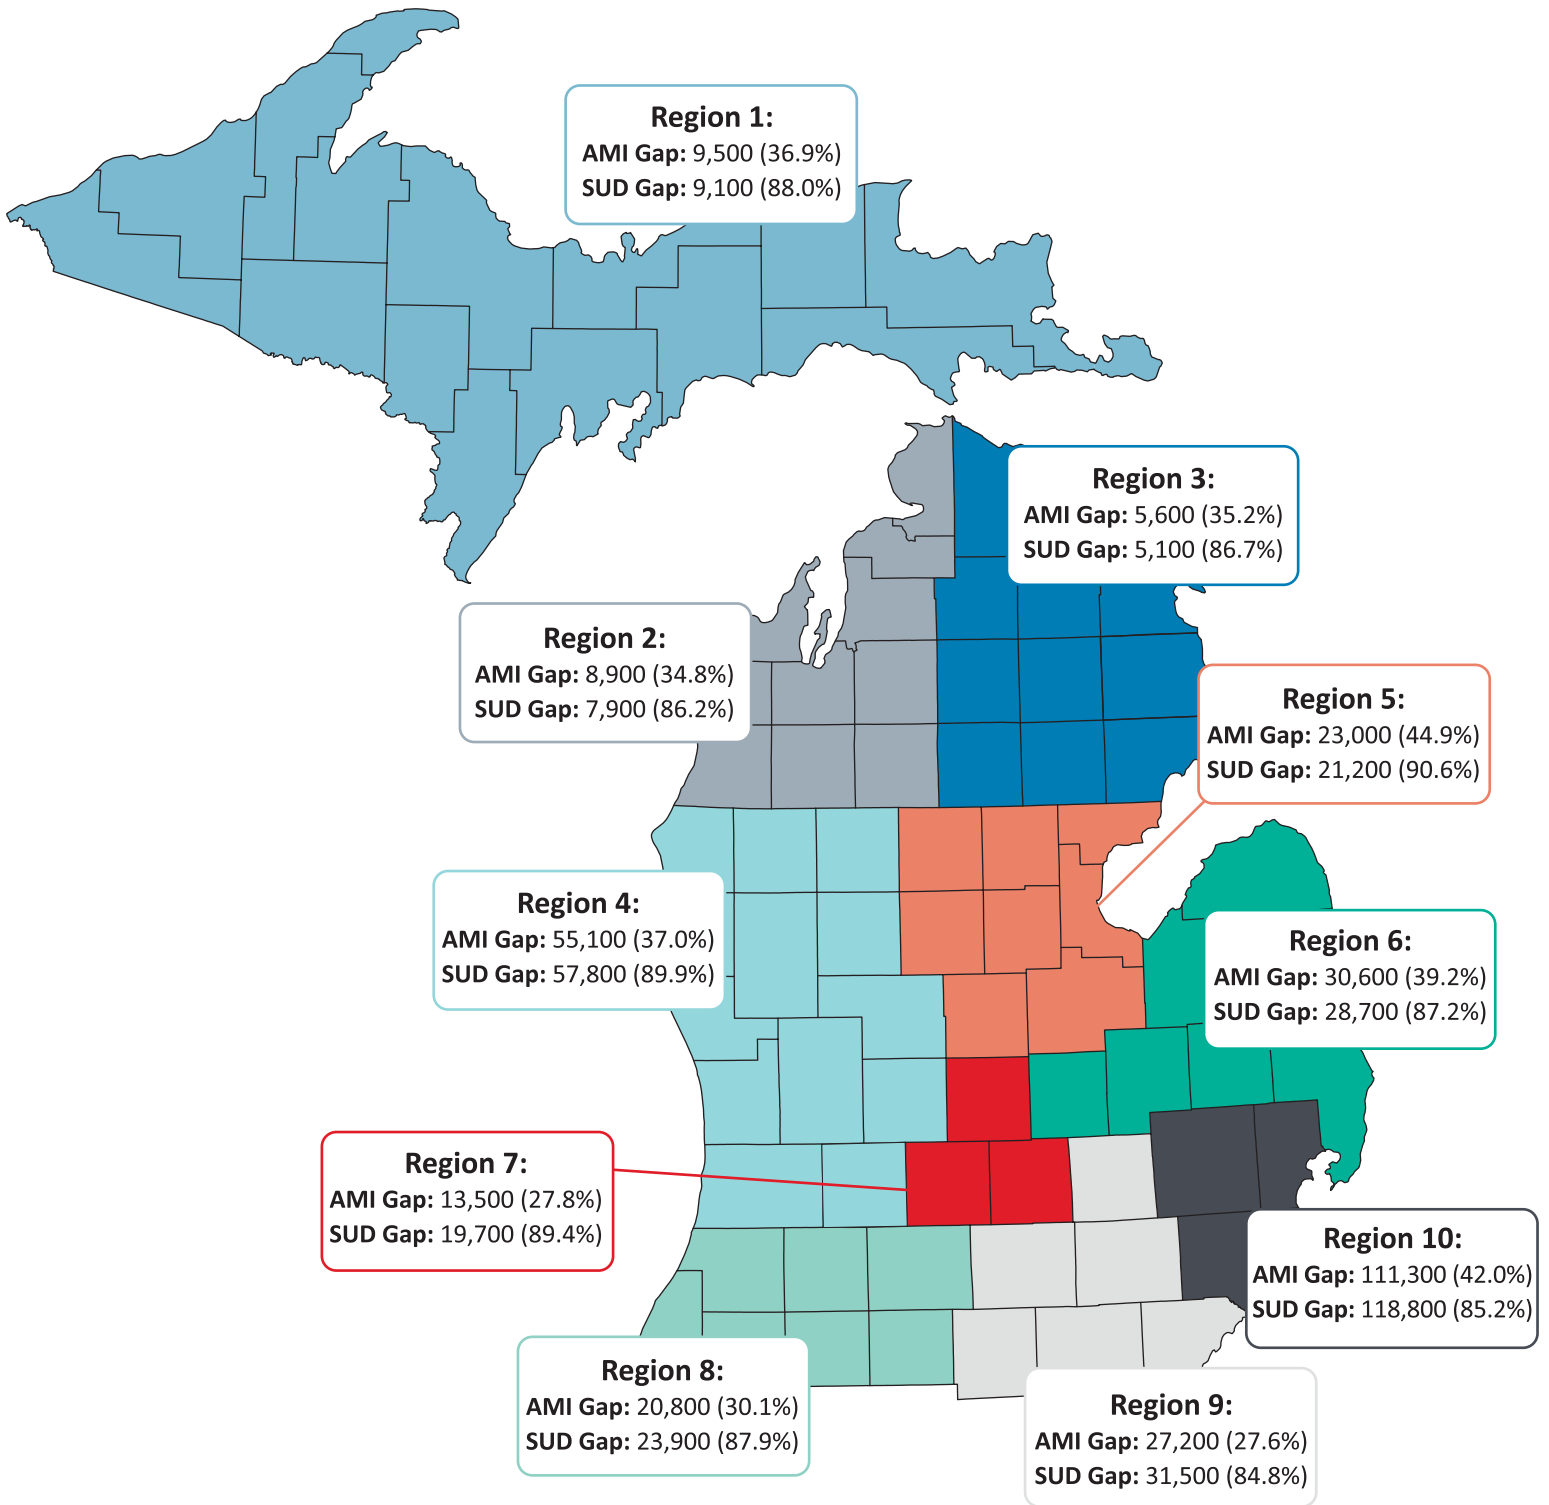 Region 1:
AMI Gap: 9,500 (36.9%)
SUD Gap: 9,100 (88.0%)
Region 3:
AMI Gap: 5,600 (35.2%)
SUD Gap: 5,100 (86.7%)
Region 2:
AMI Gap: 8,900 (34.8%)
SUD Gap: 7,900 (86.2%)
Region 5:
AMI Gap: 23,000 (44.9%)
SUD Gap: 21,200 (90.6%)
Region 4:
AMI Gap: 55,100 (37.0%)
SUD Gap: 57,800 (89.9%)
Region 6:
AMI Gap: 30,600 (39.2%)
SUD Gap: 28,700 (87.2%)
Region 7:
AMI Gap: 13,500 (27.8%)
SUD Gap: 19,700 (89.4%)
Region 10:
AMI Gap: 111,300 (42.0%)
SUD Gap: 118,800 (85.2%)
Region 8:
AMI Gap: 20,800 (30.1%)
SUD Gap: 23,900 (87.9%)
Region 9:
AMI Gap: 27,200 (27.6%)
SUD Gap: 31,500 (84.8%)